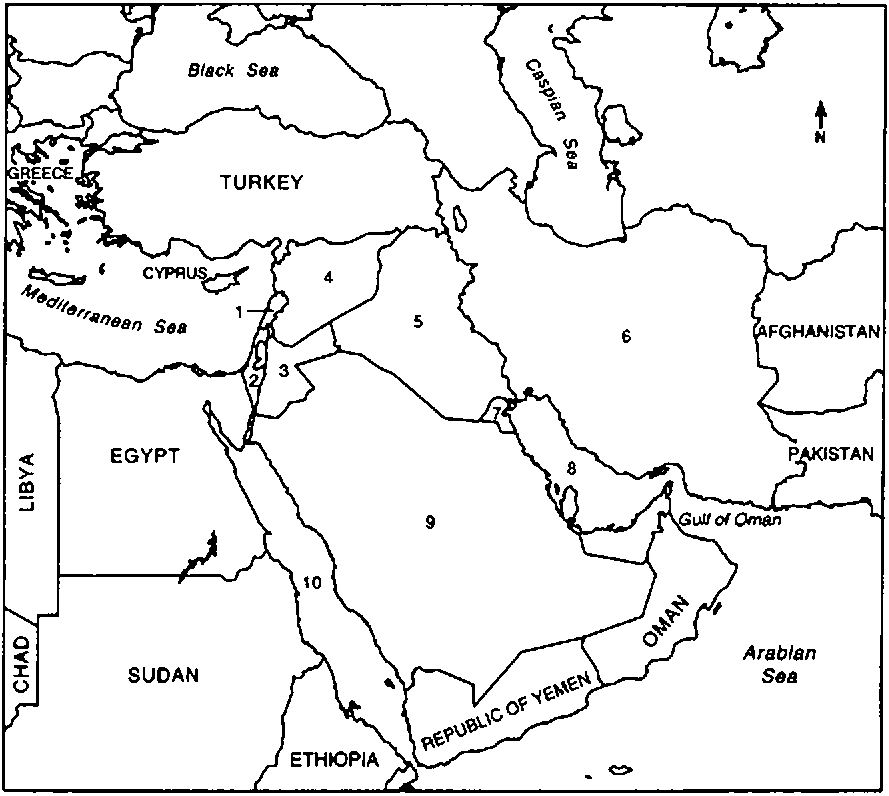 Black Sea
Caspian Sea
N
GREECE
TURKEY
CYPRUS
4
Mediterranean Sea
1
5
6
AFGHANISTAN
2
3
7
EGYPT
PAKISTAN
8
LIBYA
9
Gulf of Oman
10
OMAN
CHAD
SUDAN
Arabian
Sea
REPUBLIC OF YEMEN
ETHIOPIA